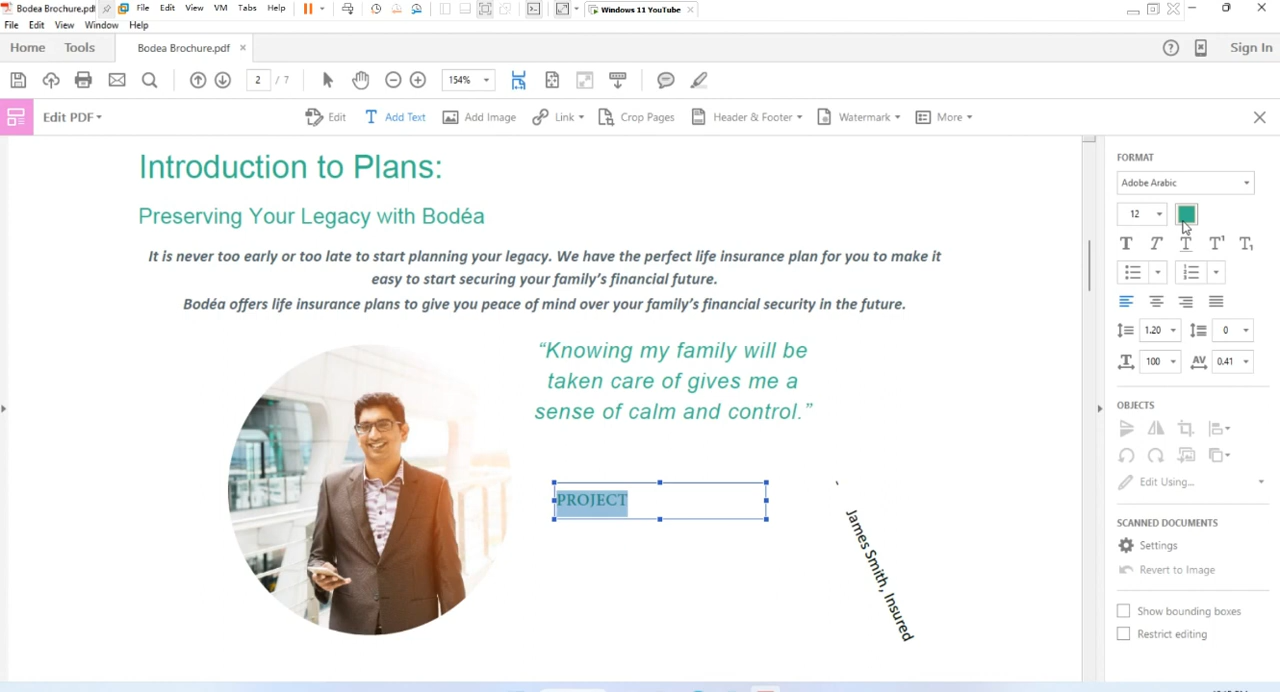 Bodea Brochure.pdf
File Edit View VM Tabs Help
Windows 11 YouTube
File Edit View Window Help
Home Tools Bodea Brochure.pdf Sign In
2 / 7 154%
Edit PDF Edit Add Text Add Image Link Crop Pages Header & Footer Watermark More
Introduction to Plans:
Preserving Your Legacy with Bodéa
It is never too early or too late to start planning your legacy. We have the perfect life insurance plan for you to make it
easy to start securing your family’s financial future.
Bodéa offers life insurance plans to give you peace of mind over your family’s financial security in the future.
“Knowing my family will be
taken care of gives me a
sense of calm and control.”
PROJECT
James Smith, Insured
FORMAT
Adobe Arabic
12
1.20 0
100 AV 0.41
OBJECTS
Edit Using...
SCANNED DOCUMENTS
Settings
Revert to Image
Show bounding boxes
Restrict editing